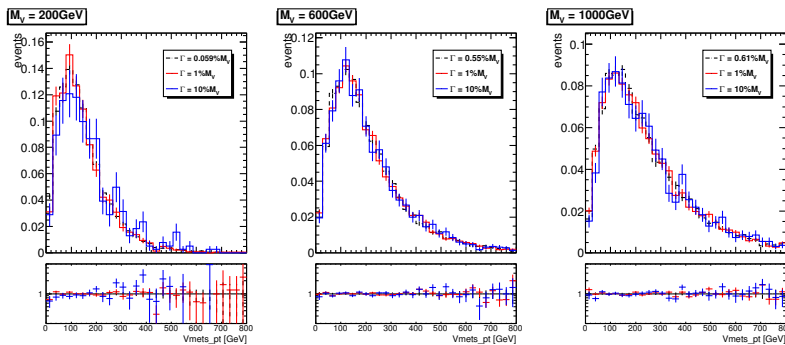 M_V = 200GeV
events
Γ = 0.059%M_V
Γ = 1%M_V
Γ = 10%M_V
0.16
0.14
0.12
0.1
0.08
0.06
0.04
0.02
0
1
0 100 200 300 400 500 600 700 800
Vmets_pt [GeV]
M_V = 600GeV
events
Γ = 0.55%M_V
Γ = 1%M_V
Γ = 10%M_V
0.12
0.1
0.08
0.06
0.04
0.02
0
1
0 100 200 300 400 500 600 700 800
Vmets_pt [GeV]
M_V = 1000GeV
events
Γ = 0.61%M_V
Γ = 1%M_V
Γ = 10%M_V
0.1
0.08
0.06
0.04
0.02
0
1
0 100 200 300 400 500 600 700 800
Vmets_pt [GeV]